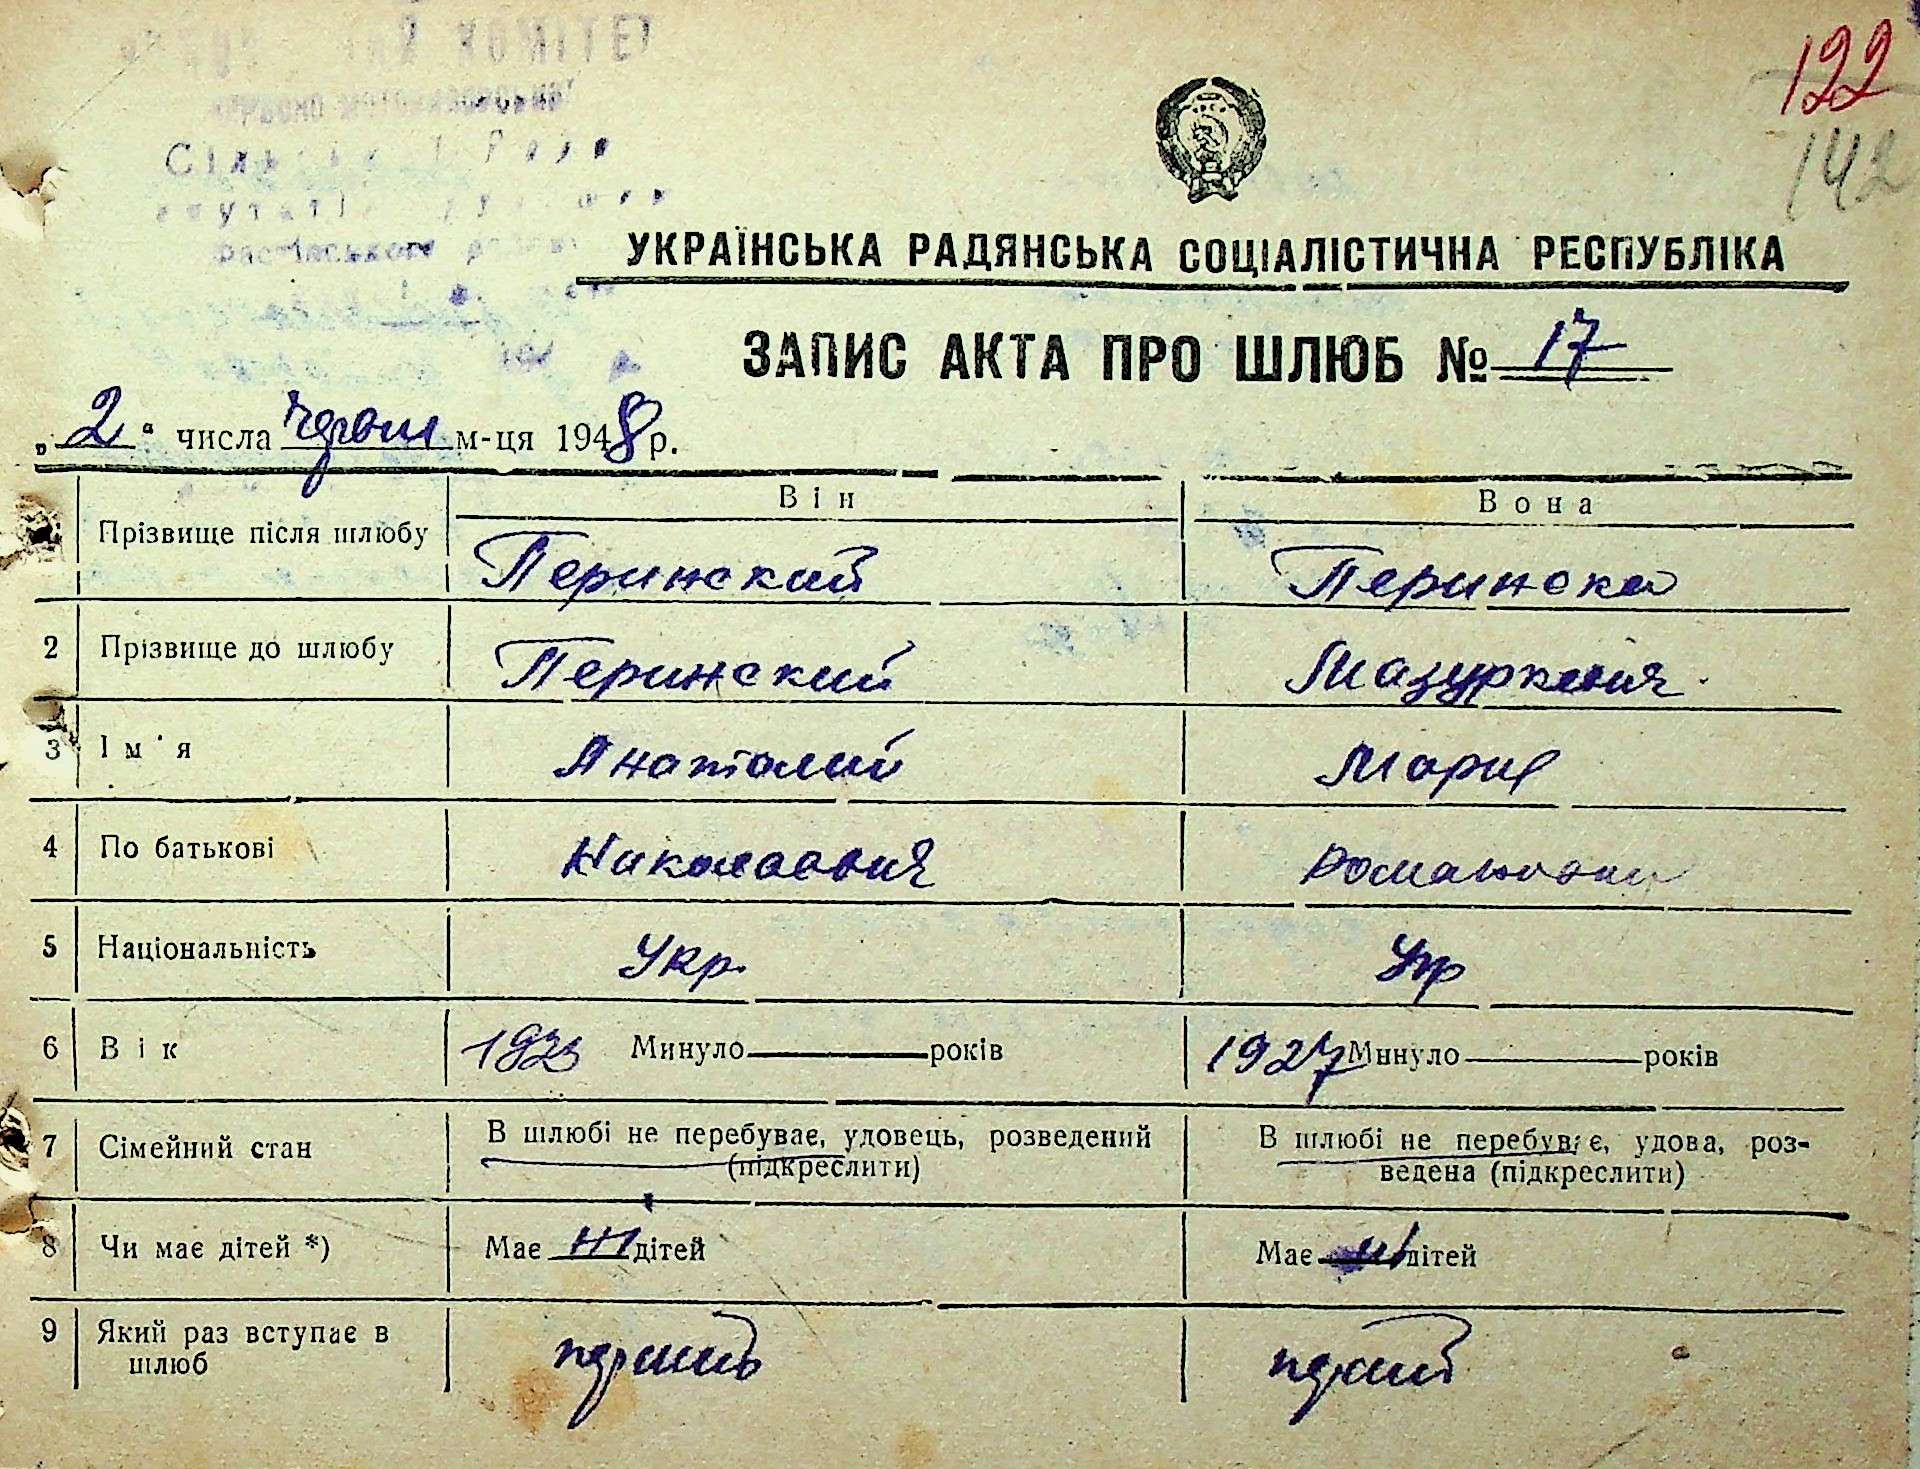 122
142
Фастівського
УКРАЇНСЬКА РАДЯНСЬКА СОЦІАЛІСТИЧНА РЕСПУБЛІКА
ЗАПИС АКТА ПРО ШЛЮБ № 17
„2“ числа м-ця 1948 р.
Він Вона
Прізвище після шлюбу Перинский Перинска
2 Прізвище до шлюбу Перинский Мазуркевич
3 Ім'я Анатолий Мария
4 По батькові Николаевич Романовна
5 Національність Укр. Укр
6 Вік 1923 Минуло років 1927 Минуло років
7 Сімейний стан В шлюбі не перебуває, удовець, розведений В шлюбі не перебуває, удова, роз-
(підкреслити) ведена (підкреслити)
8 Чи має дітей *) Має дітей Має дітей
9 Який раз вступає в
шлюб